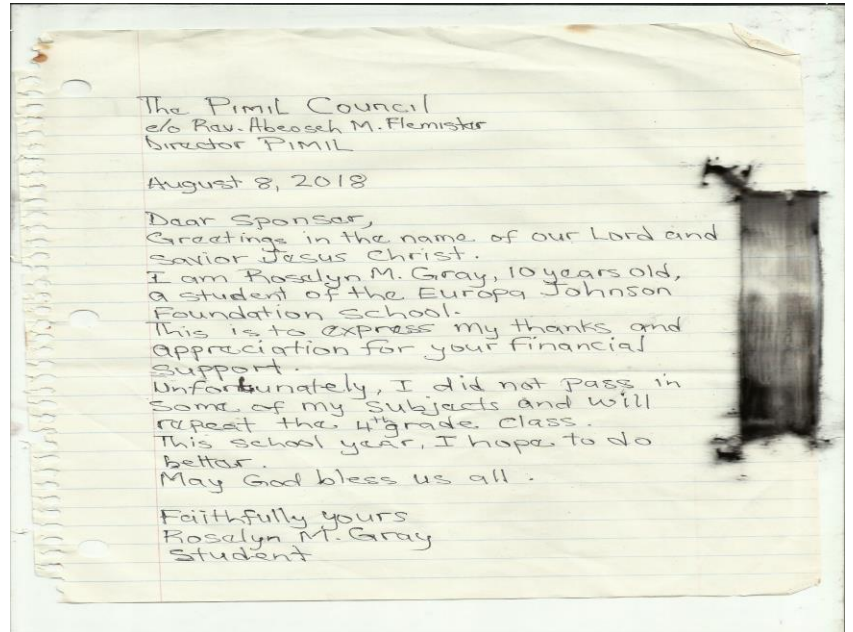 The PIMIL Council
c/o Rev. Abeoseh M. Flemister
Director PIMIL
August 8, 2018
Dear Sponser,
Greetings in the name of our Lord and
savior Jesus Christ.
I am Rosalyn M. Gray, 10 years old,
a student of the Europa Johnson
Foundation School.
This is to express my thanks and
appreciation for your financial
support.
Unfortunately, I did not pass in
some of my subjects and will
repeat the 4th grade class.
This school year, I hope to do
better.
May God bless us all.
Faiithfully yours
Rosalyn M. Gray
Student